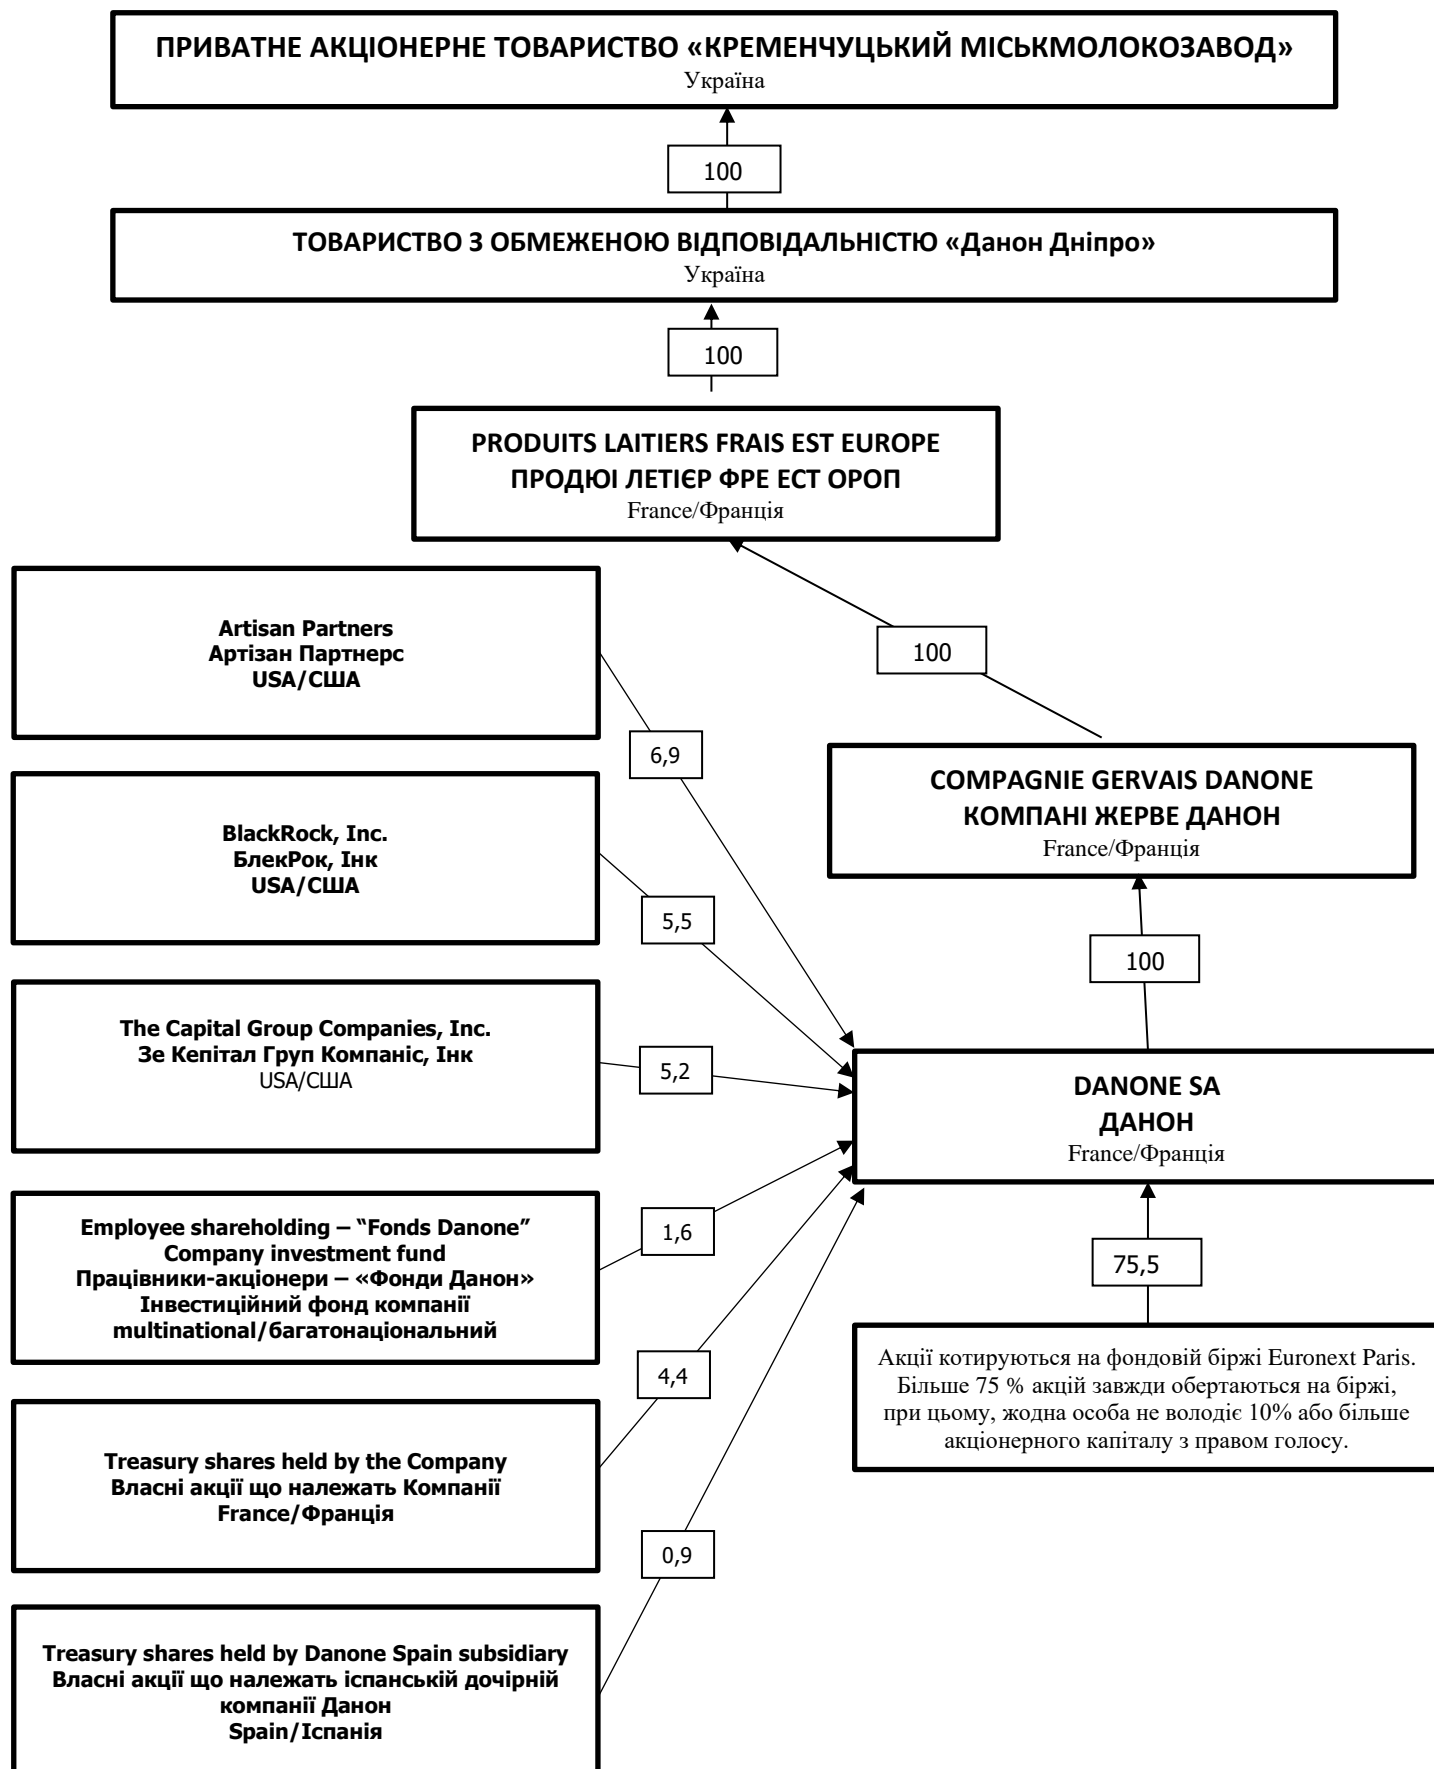 ПРИВАТНЕ АКЦІОНЕРНЕ ТОВАРИСТВО «КРЕМЕНЧУЦЬКИЙ МІСЬКМОЛОКОЗАВОД»
Україна
100
ТОВАРИСТВО З ОБМЕЖЕНОЮ ВІДПОВІДАЛЬНІСТЮ «Данон Дніпро»
Україна
100
PRODUITS LAITIERS FRAIS EST EUROPE
ПРОДЮІ ЛЕТІЄР ФРЕ ЕСТ ОРОП
France/Франція
100
Artisan Partners
Артізан Партнерс
USA/США
6,9
COMPAGNIE GERVAIS DANONE
КОМПАНІ ЖЕРВЕ ДАНОН
France/Франція
BlackRock, Inc.
БлекРок, Інк
USA/США
5,5
100
The Capital Group Companies, Inc.
Зе Кепітал Груп Компаніс, Інк
USA/США
5,2
DANONE SA
ДАНОН
France/Франція
Employee shareholding – “Fonds Danone”
Company investment fund
Працівники-акціонери – «Фонди Данон»
Інвестиційний фонд компанії
multinational/багатонаціональний
1,6
75,5
Акції котируються на фондовій біржі Euronext Paris.
Більше 75 % акцій завжди обертаються на біржі,
при цьому, жодна особа не володіє 10% або більше
акціонерного капіталу з правом голосу.
4,4
Treasury shares held by the Company
Власні акції що належать Компанії
France/Франція
0,9
Treasury shares held by Danone Spain subsidiary
Власні акції що належать іспанській дочірній
компанії Данон
Spain/Іспанія